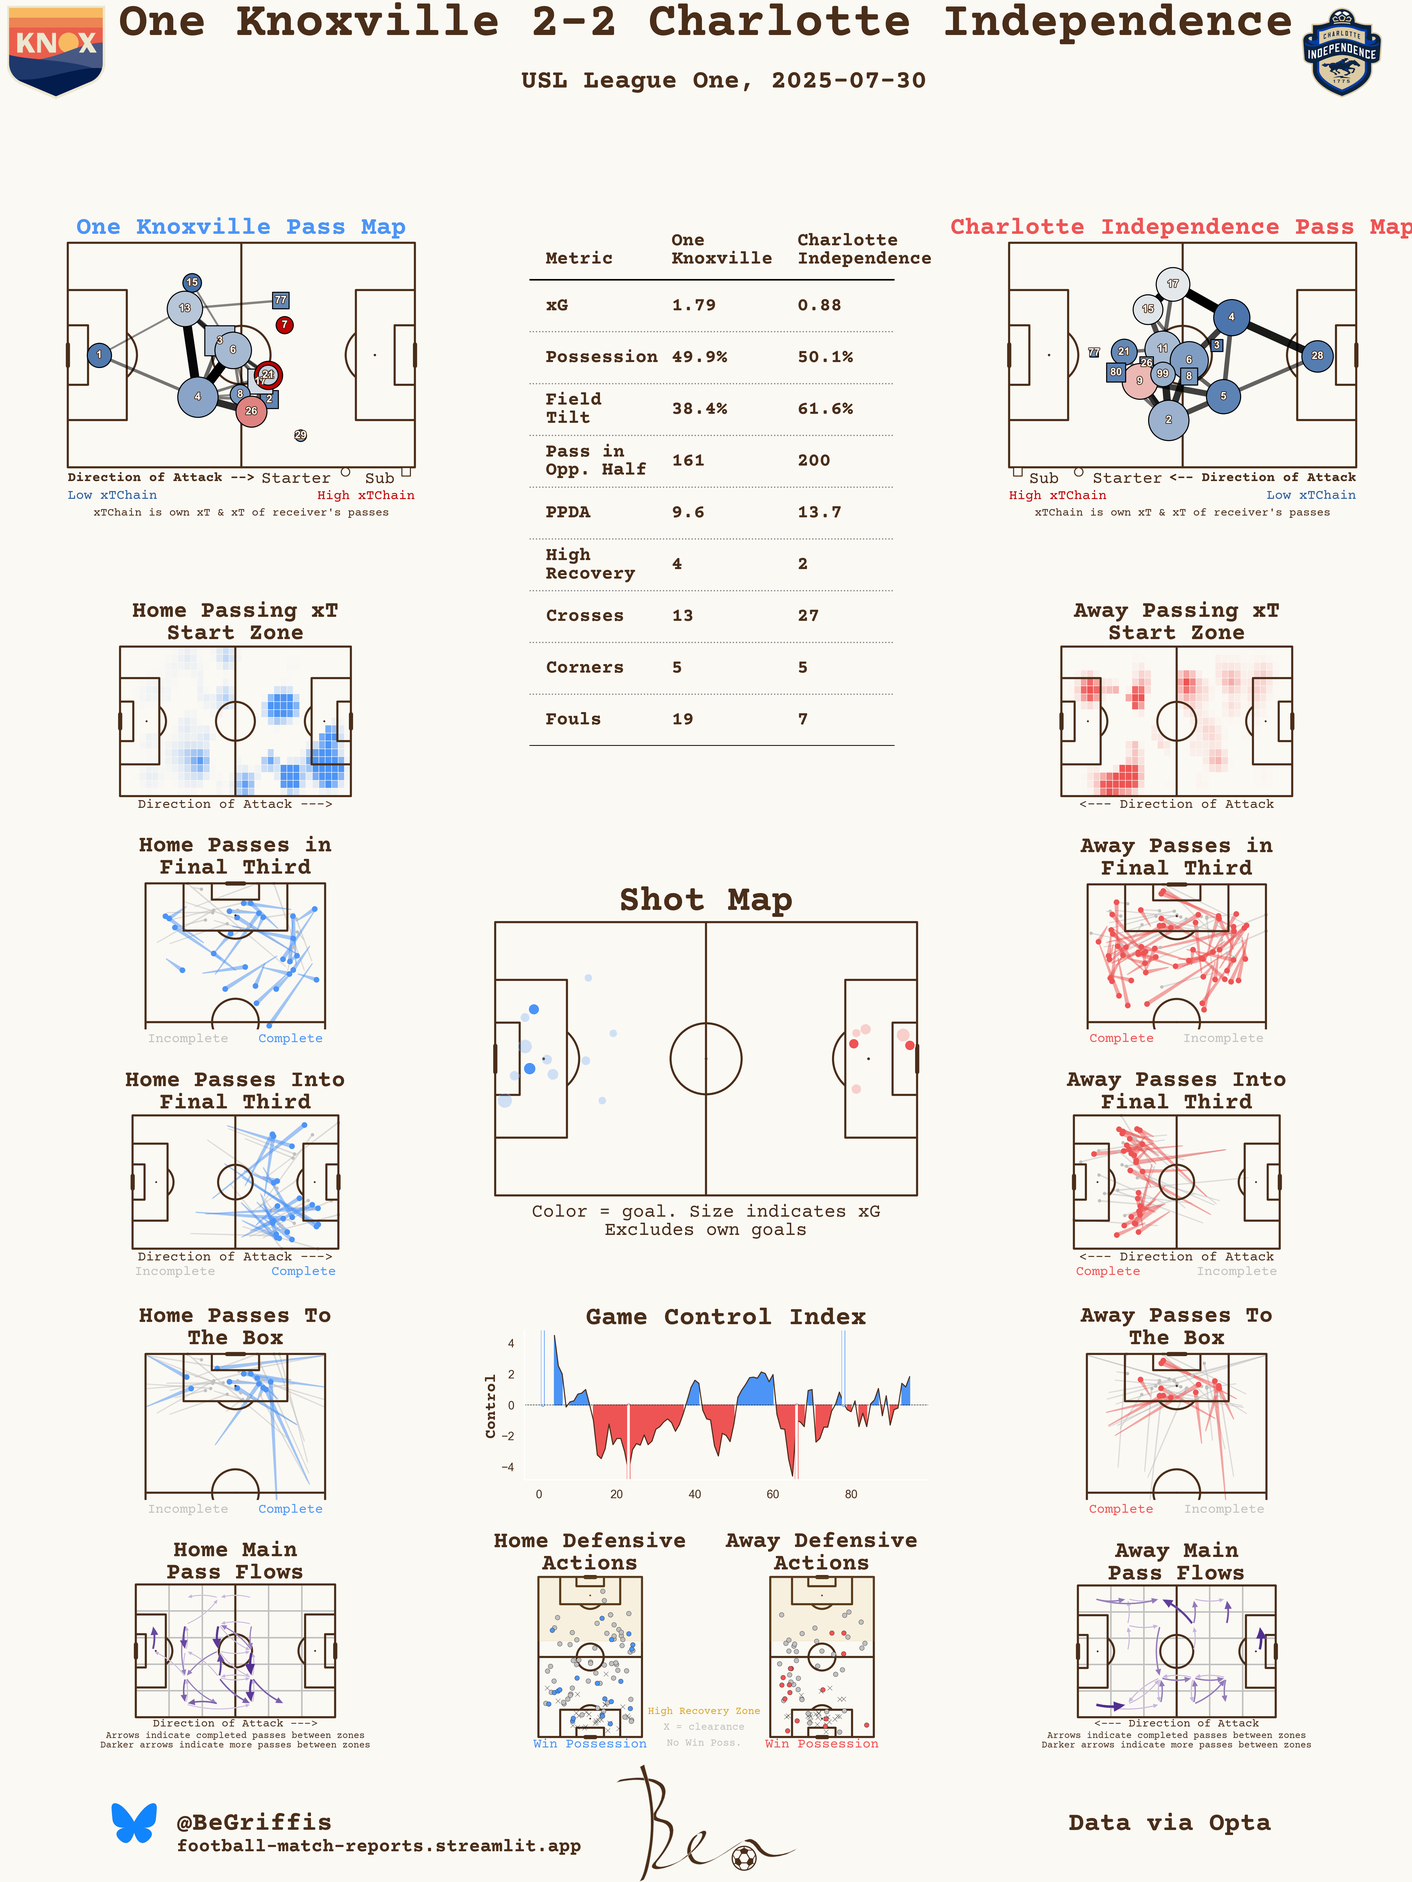 One Knoxville 2-2 Charlotte Independence
USL League One, 2025-07-30
KNOX
CHARLOTTE
INDEPENDENCE
1775
One Knoxville Pass Map
15
13
77
7
3
6
1
21
17
4
8
2
26
29
Direction of Attack --> Starter Sub
Low xTChain High xTChain
xTChain is own xT & xT of receiver's passes
Metric One Knoxville Charlotte Independence
xG 1.79 0.88
Possession 49.9% 50.1%
Field Tilt 38.4% 61.6%
Pass in Opp. Half 161 200
PPDA 9.6 13.7
High Recovery 4 2
Crosses 13 27
Corners 5 5
Fouls 19 7
Charlotte Independence Pass Map
17
15
4
77
21
11
3
28
26
6
80
9
99
8
5
2
Sub Starter <-- Direction of Attack
High xTChain Low xTChain
xTChain is own xT & xT of receiver's passes
Home Passing xT
Start Zone
Direction of Attack --->
Away Passing xT
Start Zone
<--- Direction of Attack
Home Passes in
Final Third
Incomplete Complete
Away Passes in
Final Third
Complete Incomplete
Shot Map
Color = goal. Size indicates xG
Excludes own goals
Home Passes Into
Final Third
Direction of Attack --->
Incomplete Complete
Away Passes Into
Final Third
<--- Direction of Attack
Complete Incomplete
Home Passes To
The Box
Incomplete Complete
Game Control Index
Control
4
2
0
−2
−4
0 20 40 60 80
Away Passes To
The Box
Complete Incomplete
Home Main
Pass Flows
Direction of Attack --->
Arrows indicate completed passes between zones
Darker arrows indicate more passes between zones
Home Defensive
Actions
Win Possession
Away Defensive
Actions
Win Possession
High Recovery Zone
X = clearance
No Win Poss.
Away Main
Pass Flows
<--- Direction of Attack
Arrows indicate completed passes between zones
Darker arrows indicate more passes between zones
@BeGriffis
football-match-reports.streamlit.app
Ben
Data via Opta